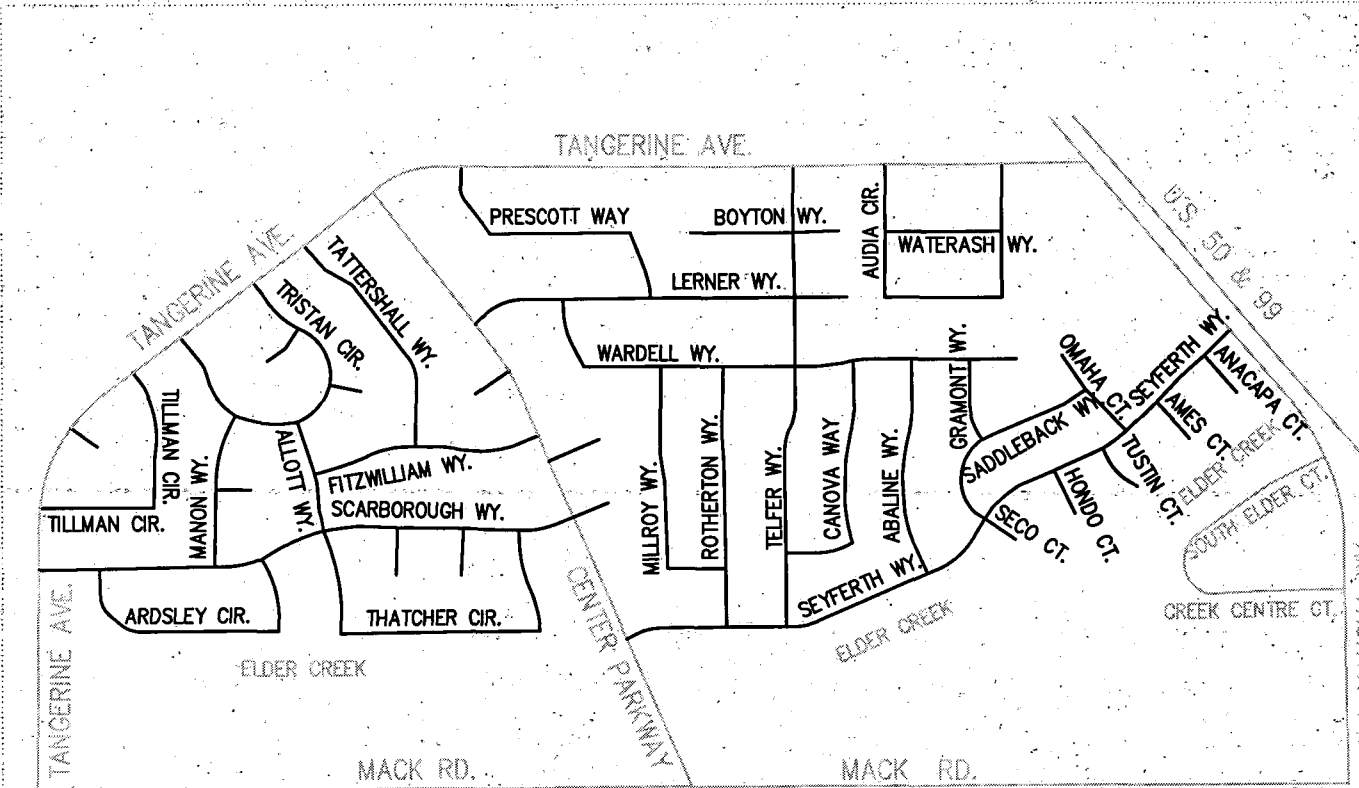 TANGERINE AVE.
U.S. 50 & 99
PRESCOTT WAY
BOYTON WY.
AUDIA CIR.
WATERASH WY.
TANGERINE AVE.
TATTERSHALL WY.
TRISTAN CIR.
LERNER WY.
WARDELL WY.
GRAMONT WY.
OMAHA CT.
SEYFERTH WY.
ANACAPA CT.
AMES CT.
TUSTIN CT.
ELDER CREEK
SADDLEBACK WY.
HONDO CT.
SECO CT.
SOUTH ELDER CT.
CREEK CENTRE CT.
TILLMAN CIR.
TILLMAN CIR.
MANON WY.
ALLOTT WY.
FITZWILLIAM WY.
SCARBOROUGH WY.
MILLROY WY.
ROTHERTON WY.
TELFER WY.
CANOVA WAY
ABALINE WY.
SEYFERTH WY.
ELDER CREEK
ARDSLEY CIR.
THATCHER CIR.
ELDER CREEK
CENTER PARKWAY
TANGERINE AVE.
MACK RD.
MACK RD.